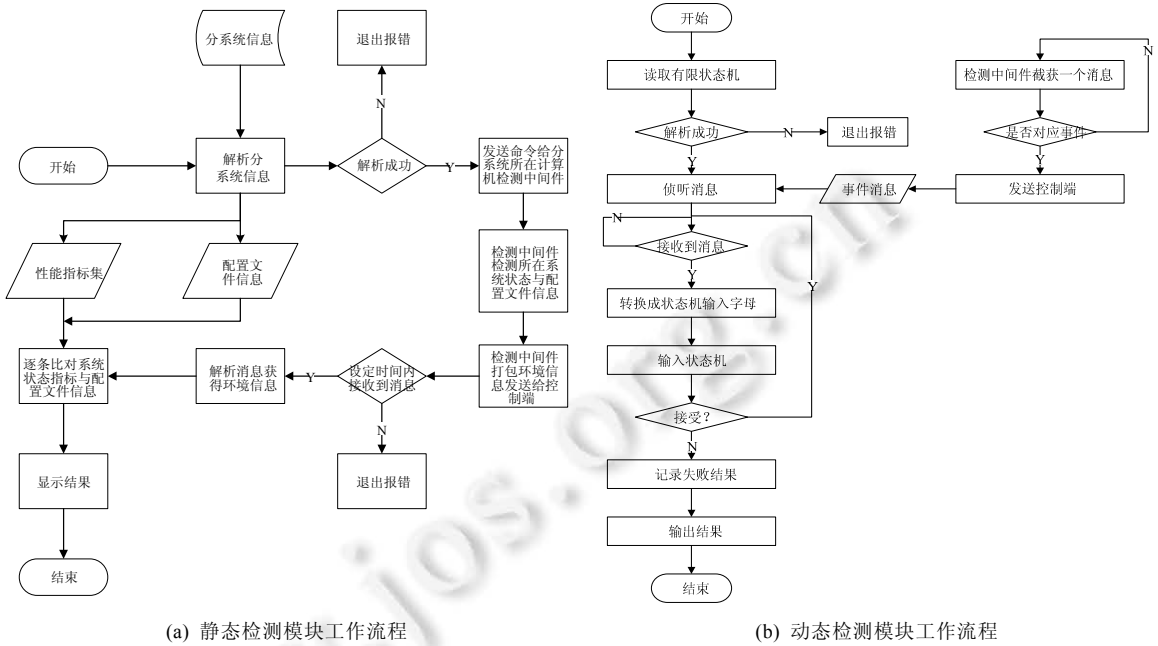 分系统信息
退出报错
N
开始
解析分
系统信息
解析成功
Y
发送命令给分
系统所在计算
机检测中间件
性能指标集
配置文
件信息
检测中间件
检测所在系
统状态与配
置文件信息
逐条比对系统
状态指标与配
置文件信息
解析消息获
得环境信息
Y
设定时间内
接收到消息
检测中间件
打包环境信
息发送给控
制端
N
显示结果
退出报错
结束
(a) 静态检测模块工作流程
开始
读取有限状态机
解析成功
N
退出报错
Y
侦听消息
事件消息
发送控制端
检测中间件截获一个消息
N
是否对应事件
Y
N
接收到消息
Y
Y
转换成状态机输入字母
输入状态机
接受？
N
记录失败结果
输出结果
结束
(b) 动态检测模块工作流程
jos.org.cn